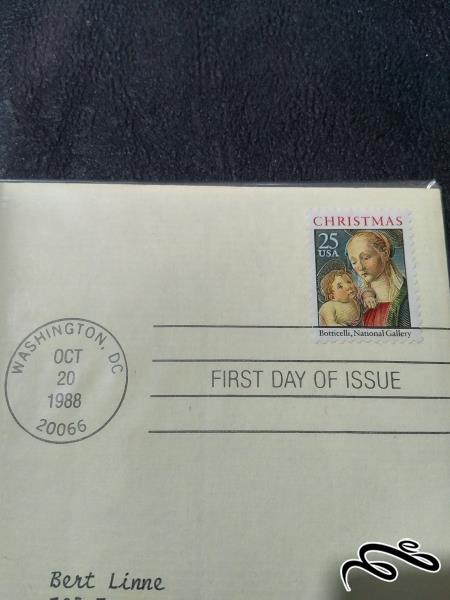 CHRISTMAS
25
USA
Botticelli, National Gallery
WASHINGTON, DC
OCT
20
1988
20066
FIRST DAY OF ISSUE
Bert Linne